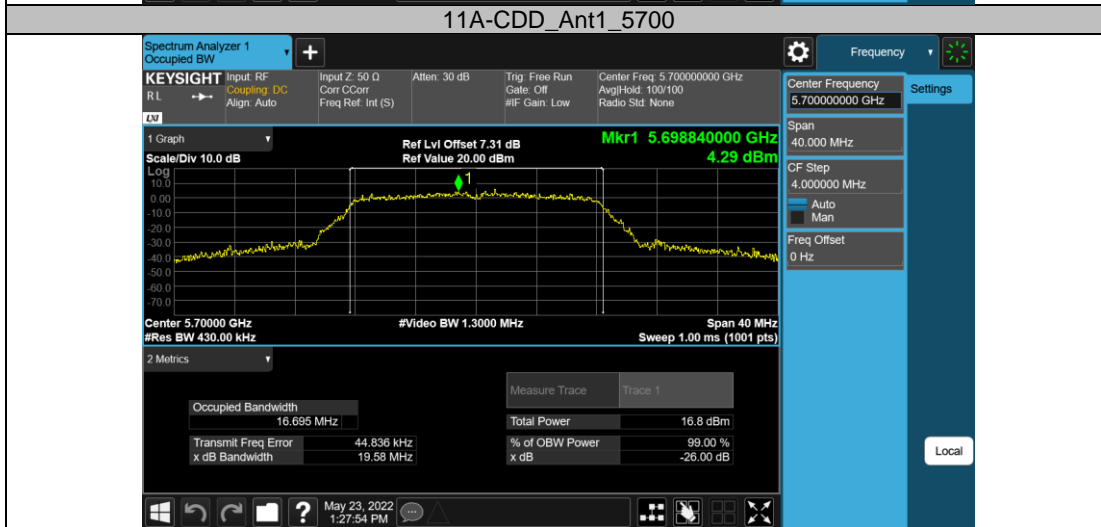 11A-CDD_Ant1_5700
Spectrum Analyzer 1
Occupied BW
+
Frequency
KEYSIGHT
R L
LXI
Input: RF
Coupling: DC
Align: Auto
Input Z: 50 Ω
Corr CCorr
Freq Ref: Int (S)
Atten: 30 dB
Trig: Free Run
Gate: Off
#IF Gain: Low
Center Freq: 5.700000000 GHz
Avg|Hold: 100/100
Radio Std: None
Center Frequency
5.700000000 GHz
Settings
Span
40.000 MHz
CF Step
4.000000 MHz
Auto
Man
Freq Offset
0 Hz
1 Graph
Scale/Div 10.0 dB
Ref Lvl Offset 7.31 dB
Ref Value 20.00 dBm
Mkr1 5.698840000 GHz
4.29 dBm
Log
10.0
0.00
-10.0
-20.0
-30.0
-40.0
-50.0
-60.0
-70.0
1
Center 5.70000 GHz
#Res BW 430.00 kHz
#Video BW 1.3000 MHz
Span 40 MHz
Sweep 1.00 ms (1001 pts)
2 Metrics
Measure Trace Trace 1
Occupied Bandwidth
16.695 MHz
Total Power 16.8 dBm
Transmit Freq Error 44.836 kHz
% of OBW Power 99.00 %
x dB Bandwidth 19.58 MHz
x dB -26.00 dB
Local
?
May 23, 2022
1:27:54 PM